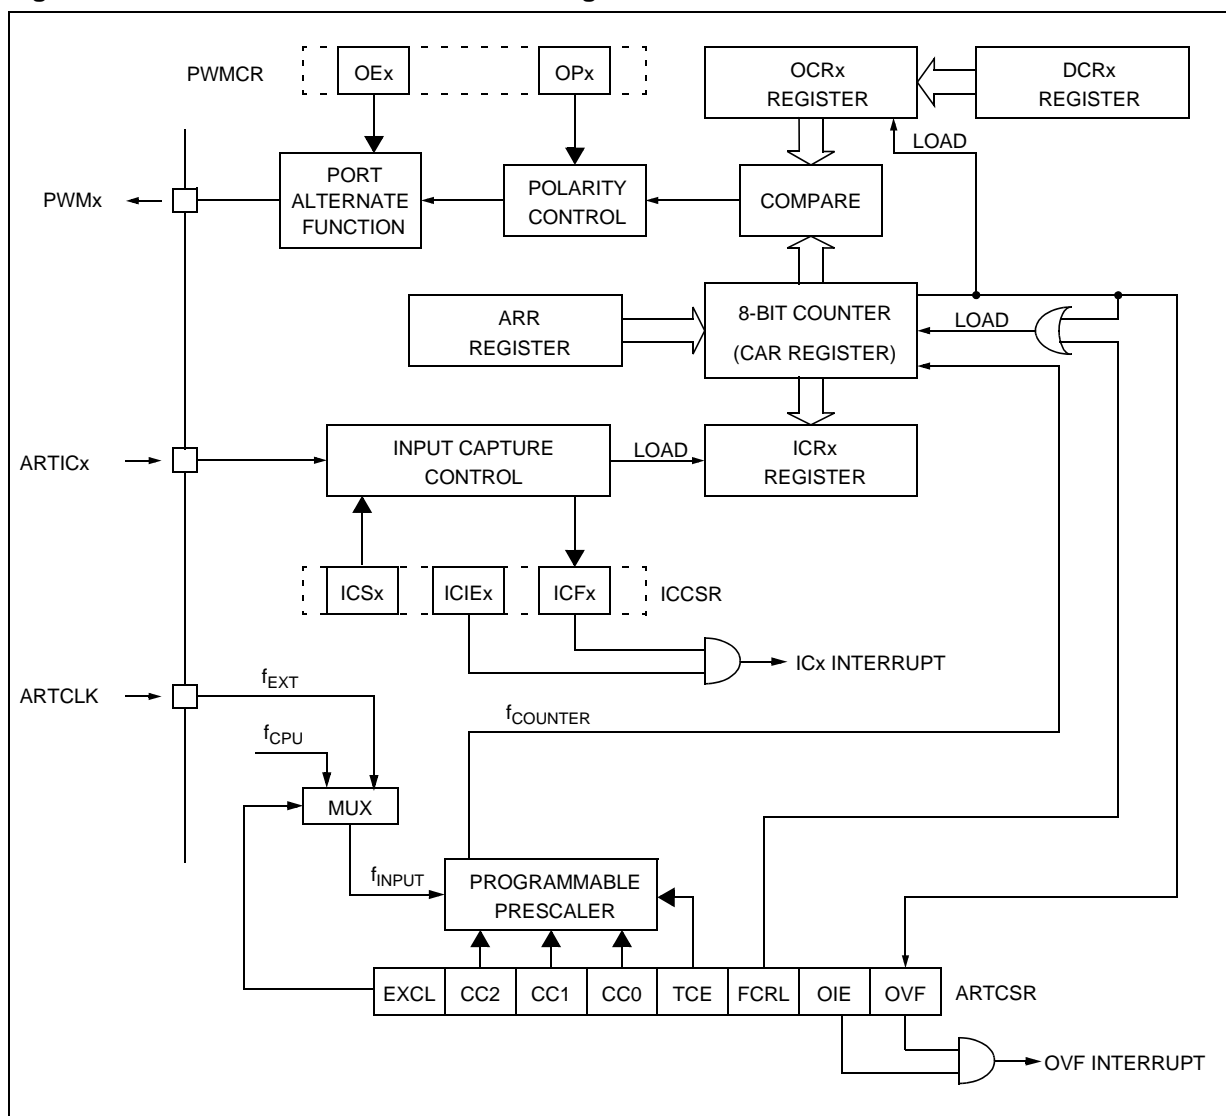 PWMCR
OEx
OPx
OCRx
REGISTER
DCRx
REGISTER
LOAD
PWMx
PORT
ALTERNATE
FUNCTION
POLARITY
CONTROL
COMPARE
ARR
REGISTER
8-BIT COUNTER
(CAR REGISTER)
LOAD
ARTICx
INPUT CAPTURE
CONTROL
LOAD
ICRx
REGISTER
ICSx
ICIEx
ICFx
ICCSR
ICx INTERRUPT
ARTCLK
fEXT
fCPU
fCOUNTER
MUX
fINPUT
PROGRAMMABLE
PRESCALER
EXCL
CC2
CC1
CC0
TCE
FCRL
OIE
OVF
ARTCSR
OVF INTERRUPT